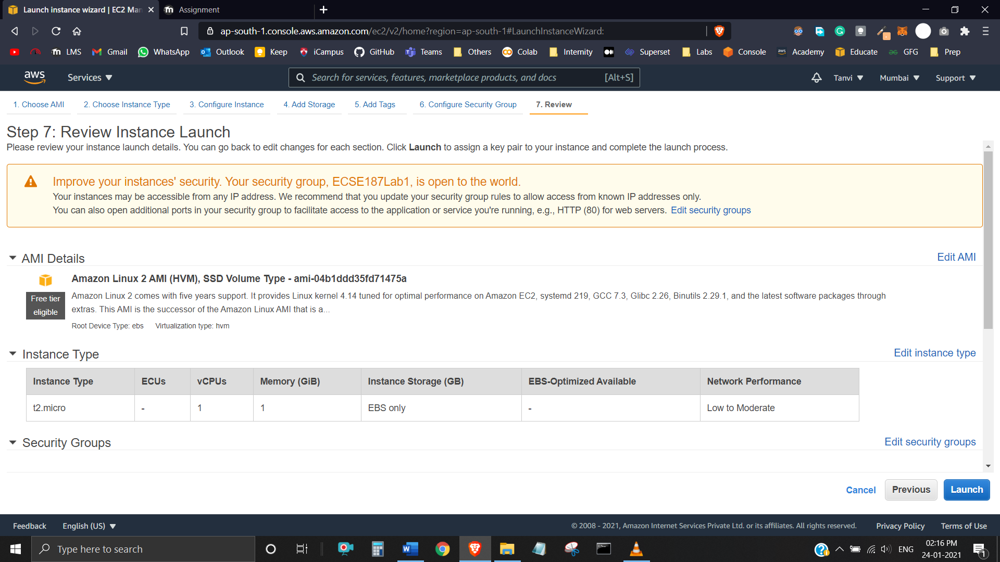 Launch instance wizard | EC2 Man
Assignment
ap-south-1.console.aws.amazon.com/ec2/v2/home?region=ap-south-1#LaunchInstanceWizard:
LMS Gmail WhatsApp Outlook Keep iCampus GitHub Teams Others Colab Internity Superset Labs Console aws Academy Educate GFG Prep
aws Services Search for services, features, marketplace products, and docs [Alt+S] Tanvi Mumbai Support
1. Choose AMI 2. Choose Instance Type 3. Configure Instance 4. Add Storage 5. Add Tags 6. Configure Security Group 7. Review
Step 7: Review Instance Launch
Please review your instance launch details. You can go back to edit changes for each section. Click Launch to assign a key pair to your instance and complete the launch process.
Improve your instances' security. Your security group, ECSE187Lab1, is open to the world.
Your instances may be accessible from any IP address. We recommend that you update your security group rules to allow access from known IP addresses only.
You can also open additional ports in your security group to facilitate access to the application or service you're running, e.g., HTTP (80) for web servers. Edit security groups
AMI Details Edit AMI
Amazon Linux 2 AMI (HVM), SSD Volume Type - ami-04b1ddd35fd71475a
Free tier eligible
Amazon Linux 2 comes with five years support. It provides Linux kernel 4.14 tuned for optimal performance on Amazon EC2, systemd 219, GCC 7.3, Glibc 2.26, Binutils 2.29.1, and the latest software packages through
extras. This AMI is the successor of the Amazon Linux AMI that is a...
Root Device Type: ebs Virtualization type: hvm
Instance Type Edit instance type
Instance Type ECUs vCPUs Memory (GiB) Instance Storage (GB) EBS-Optimized Available Network Performance
t2.micro - 1 1 EBS only - Low to Moderate
Security Groups Edit security groups
Cancel Previous Launch
Feedback English (US) © 2008 - 2021, Amazon Internet Services Private Ltd. or its affiliates. All rights reserved. Privacy Policy Terms of Use
Type here to search ENG 02:16 PM
24-01-2021 1